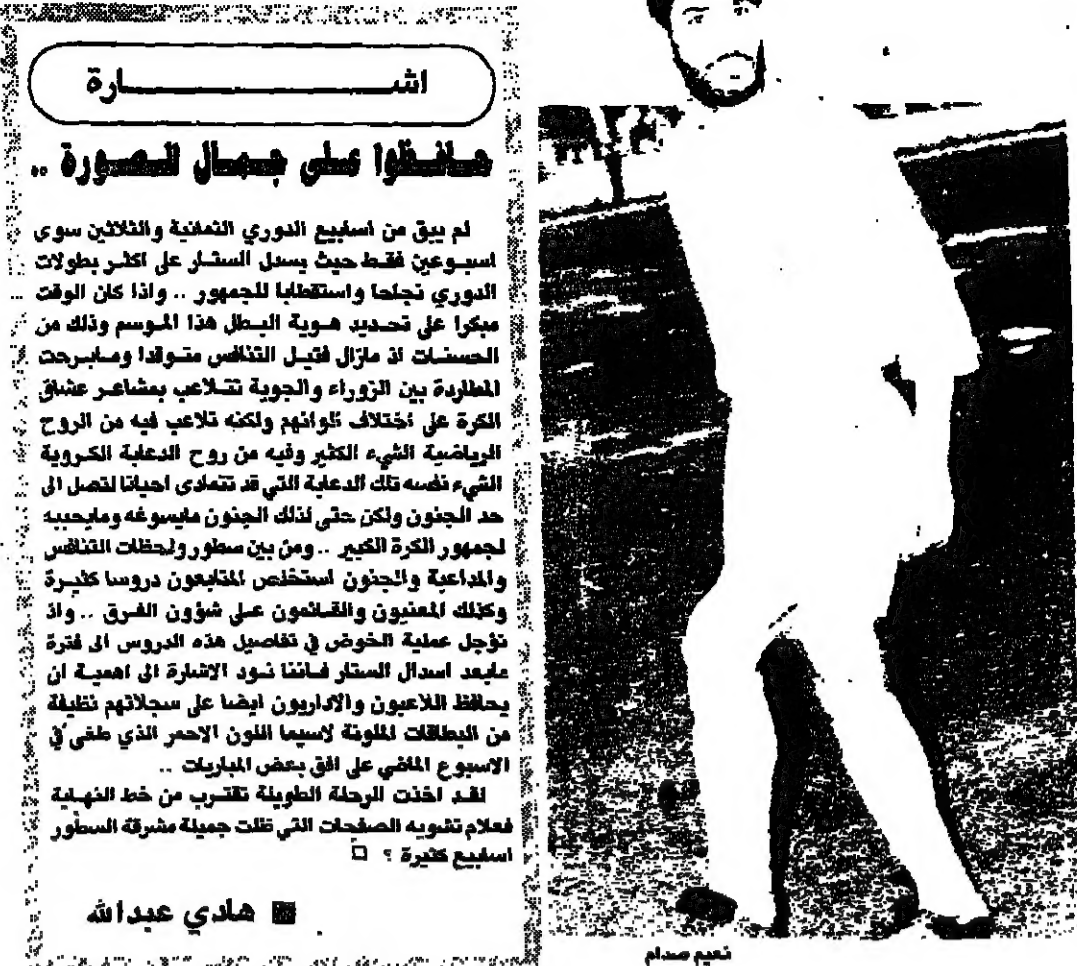 اشارة
حافظوا على جمال الصورة ..
لم يبق من اسابيع الدوري الثمانية والثلاثين سوى
اسبوعين فقط حيث يسدل الستار على اكثر بطولات
الدوري نجاحا واستقطابا للجمهور .. واذا كان الوقت
مبكرا على تحديد هوية البطل هذا الموسم وذلك من
الحسنات اذ مازال فتيل التنافس متوقدا ومابرحت
المطاردة بين الزوراء والجوية تتلاعب بمشاعر عشاق
الكرة على اختلاف الوانهم ولكنه تلاعب فيه من الروح
الرياضية الشيء الكثير وفيه من روح الدعابة الكروية
الشيء نفسه تلك الدعابة التي قد تتمادى احيانا لتصل الى
حد الجنون ولكن حتى لذلك الجنون مايسوغه ومايحببه
لجمهور الكرة الكبير .. ومن بين سطور ولحظات التنافس
والمداعبة والجنون استخلص المتابعون دروسا كثيرة
وكذلك المعنيون والقائمون على شؤون الفرق .. واذ
نؤجل عملية الخوض في تفاصيل هذه الدروس الى فترة
مابعد اسدال الستار فاننا نود الاشارة الى اهمية ان
يحافظ اللاعبون والاداريون ايضا على سجلاتهم نظيفة
من البطاقات الملونة لاسيما اللون الاحمر الذي طغى في
الاسبوع الماضي على افق بعض المباريات ..
لقد اخذت الرحلة الطويلة تقترب من خط النهاية
فعلام تشويه الصفحات التي ظلت جميلة مشرقة السطور
اسابيع كثيرة ؟
هادي عبدالله
نعيم صدام